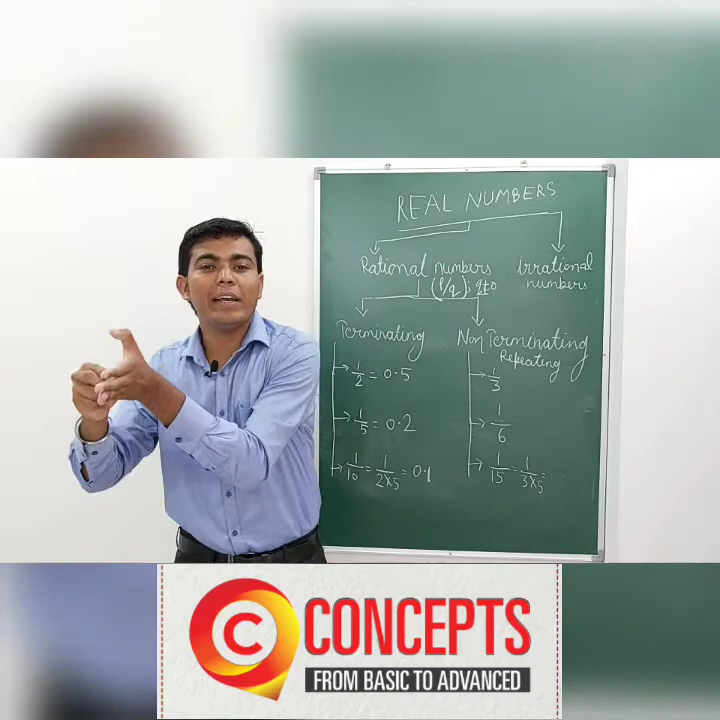 REAL NUMBERS
Rational numbers
irrational numbers
(P/q); q≠0
Terminating
Non Terminating
Repeating
1/2 = 0.5
1/3
1/5 = 0.2
1/6
1/10 = 1/2×5 = 0.1
1/15 = 1/3×5 =
C CONCEPTS
FROM BASIC TO ADVANCED